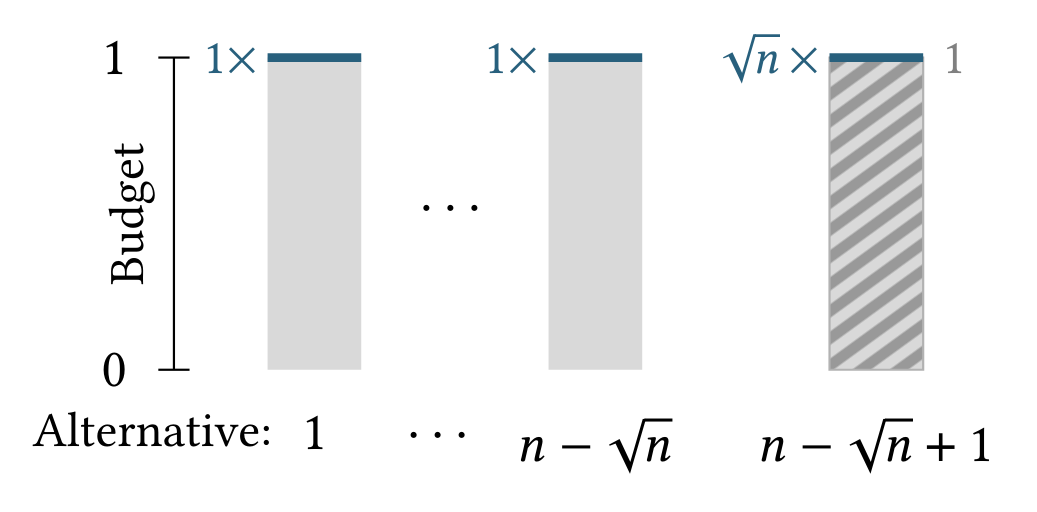 1 1× 1× √n × 1
Budget
· · ·
0
Alternative: 1 · · · n − √n n − √n + 1